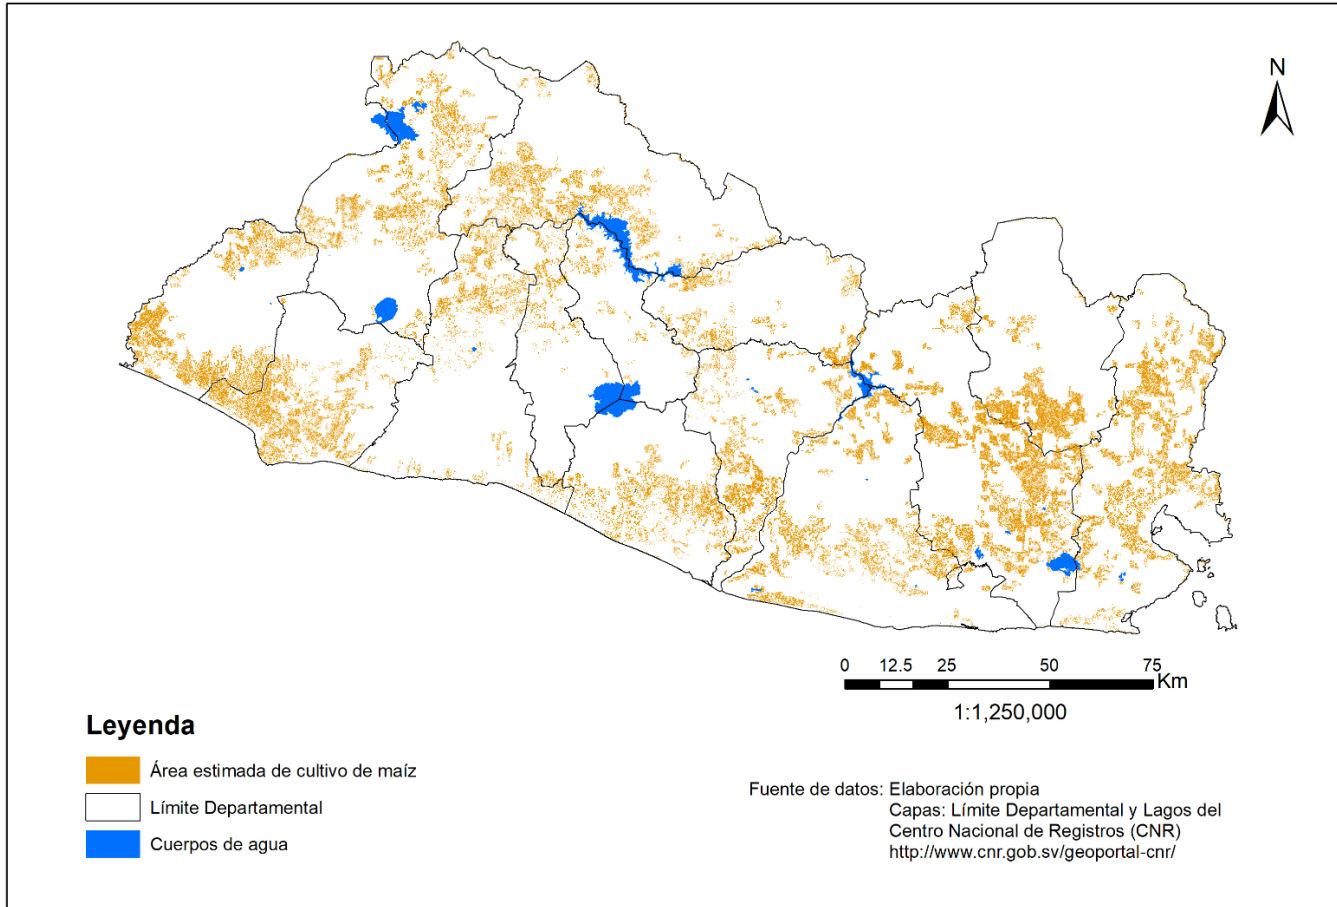 N
0 12.5 25 50 75
Km
1:1,250,000
Leyenda
Área estimada de cultivo de maíz
Límite Departamental
Cuerpos de agua
Fuente de datos: Elaboración propia
Capas: Límite Departamental y Lagos del
Centro Nacional de Registros (CNR)
http://www.cnr.gob.sv/geoportal-cnr/